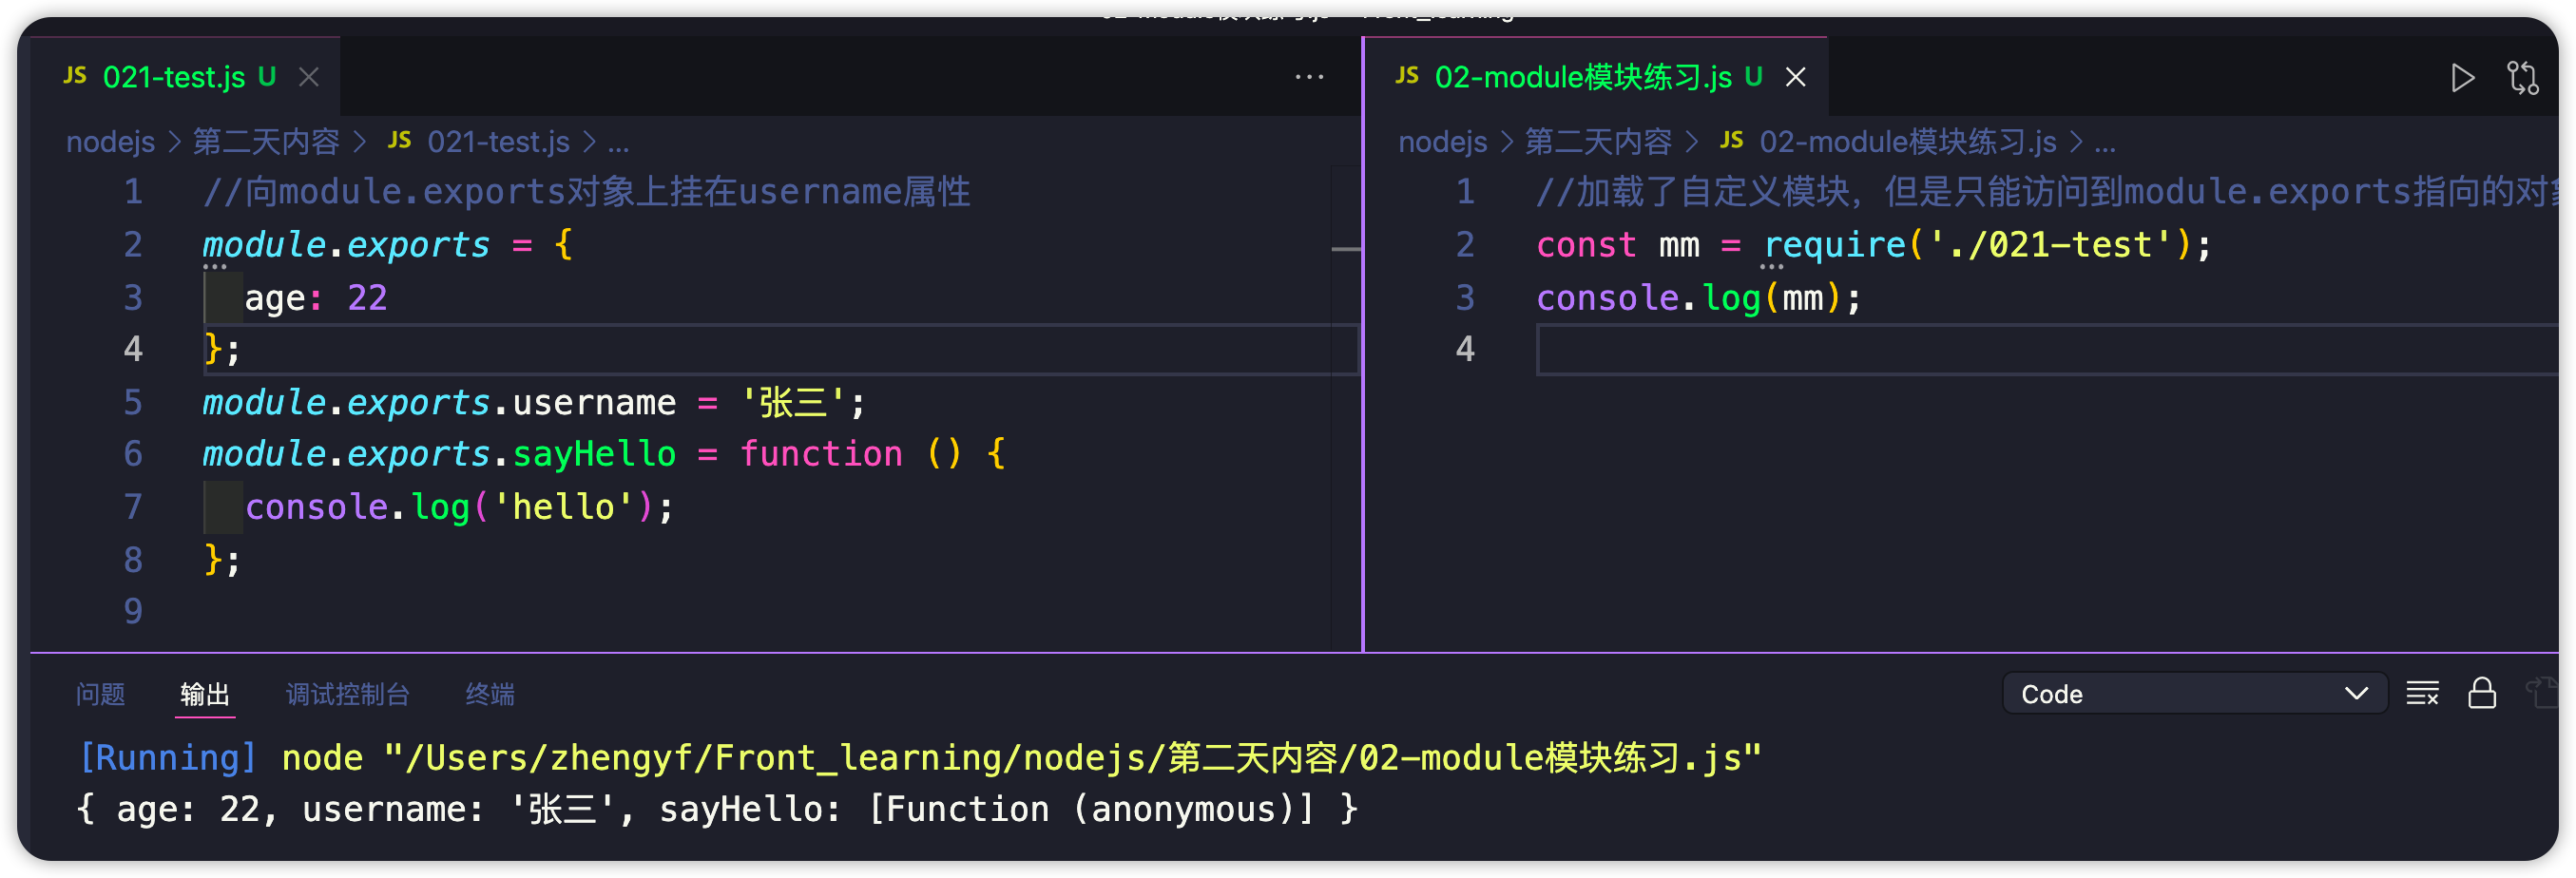 JS 021-test.js U
nodejs > 第二天内容 > JS 021-test.js > ...
1 //向module.exports对象上挂在username属性
2 module.exports = {
3 age: 22
4 };
5 module.exports.username = '张三';
6 module.exports.sayHello = function () {
7 console.log('hello');
8 };
9
JS 02-module模块练习.js U
nodejs > 第二天内容 > JS 02-module模块练习.js > ...
1 //加载了自定义模块，但是只能访问到module.exports指向的对
2 const mm = require('./021-test');
3 console.log(mm);
4
问题 输出 调试控制台 终端 Code
[Running] node "/Users/zhengyf/Front_learning/nodejs/第二天内容/02-module模块练习.js"
{ age: 22, username: '张三', sayHello: [Function (anonymous)] }